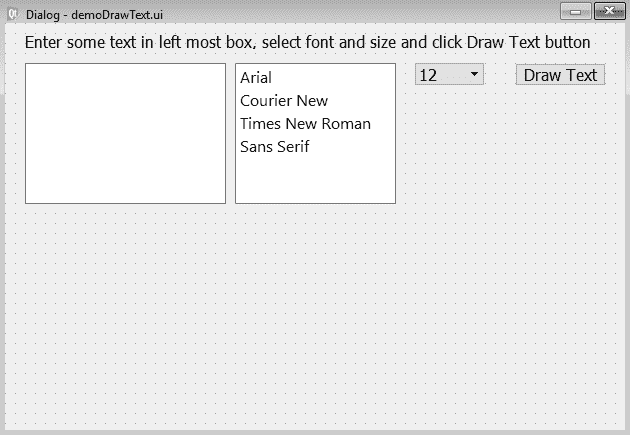 Dialog - demoDrawText.ui
Enter some text in left most box, select font and size and click Draw Text button
Arial
Courier New
Times New Roman
Sans Serif
12
Draw Text